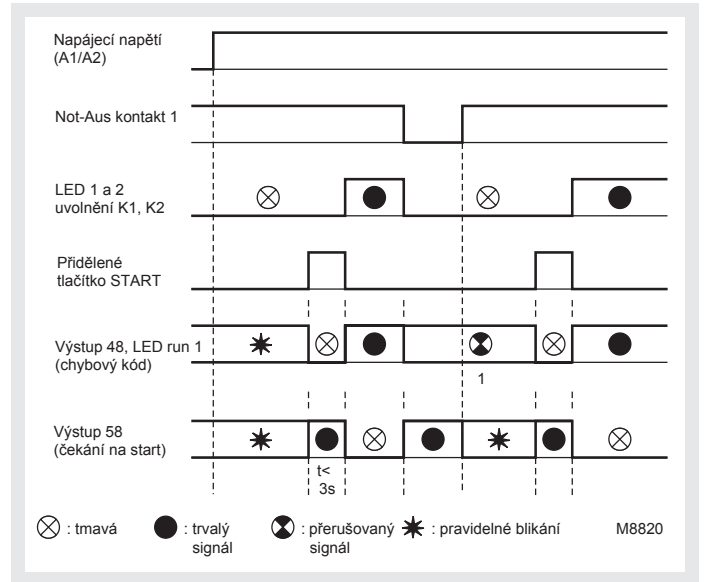 Napájecí napětí
(A1/A2)
Not-Aus kontakt 1
LED 1 a 2
uvolnění K1, K2
Přidělené
tlačítko START
Výstup 48, LED run 1
(chybový kód)
1
Výstup 58
(čekání na start)
t<
3s
: tmavá
: trvalý
signál
: přerušovaný
signál
: pravidelné blikání
M8820